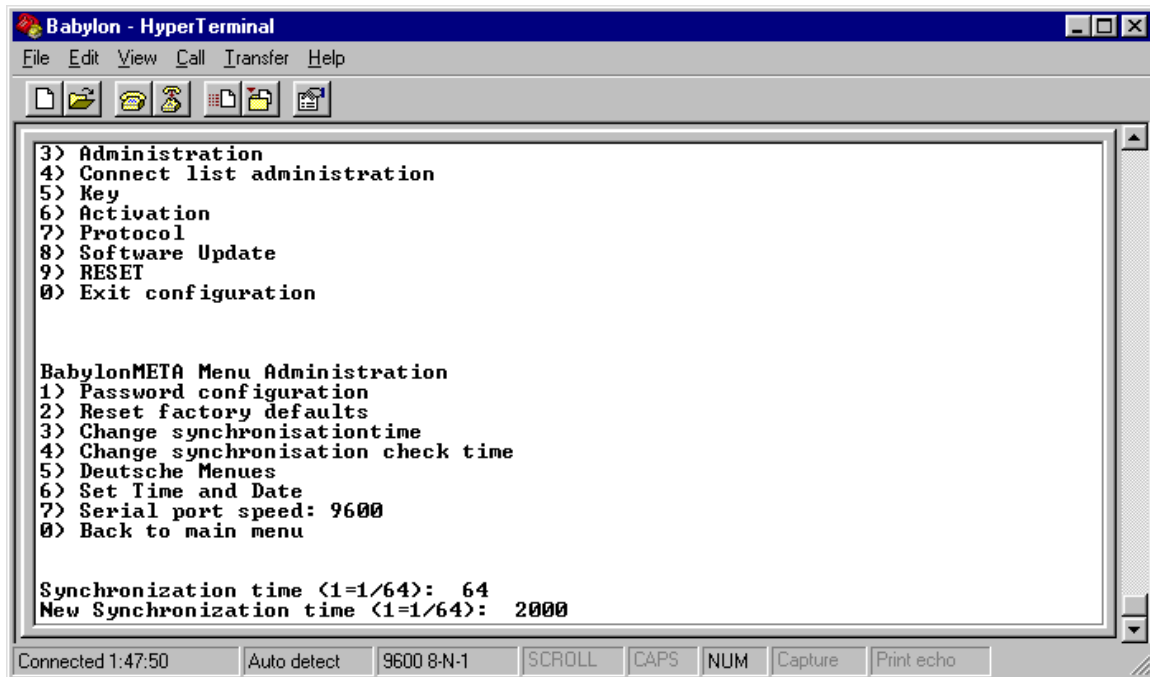 Babylon - HyperTerminal
File Edit View Call Transfer Help
3) Administration
4) Connect list administration
5) Key
6) Activation
7) Protocol
8) Software Update
9) RESET
0) Exit configuration
BabylonMETA Menu Administration
1) Password configuration
2) Reset factory defaults
3) Change synchronisationtime
4) Change synchronisation check time
5) Deutsche Menues
6) Set Time and Date
7) Serial port speed: 9600
0) Back to main menu
Synchronization time (1=1/64):  64
New Synchronization time (1=1/64):  2000
Connected 1:47:50 Auto detect 9600 8-N-1 SCROLL CAPS NUM Capture Print echo